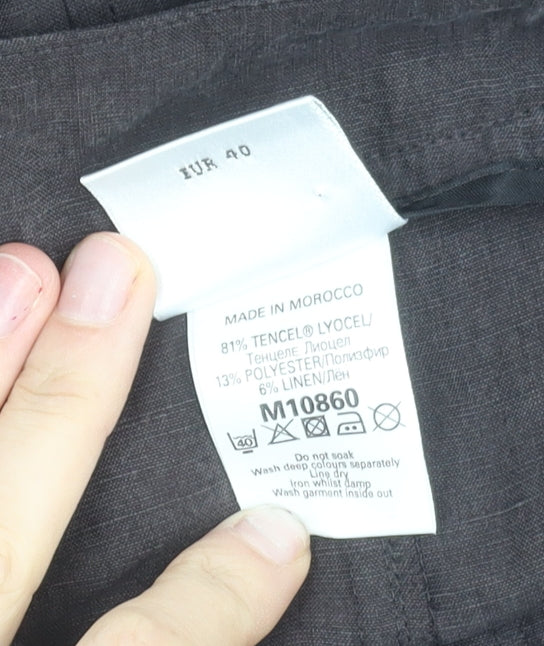 EUR 40
MADE IN MOROCCO
81% TENCEL® LYOCEL/
Тенцеле Лиоцел
13% POLYESTER/Полиэфир
6% LINEN/Лён
M10860
40
Do not soak
Wash deep colours separately
Line dry
Iron whilst damp
Wash garment inside out